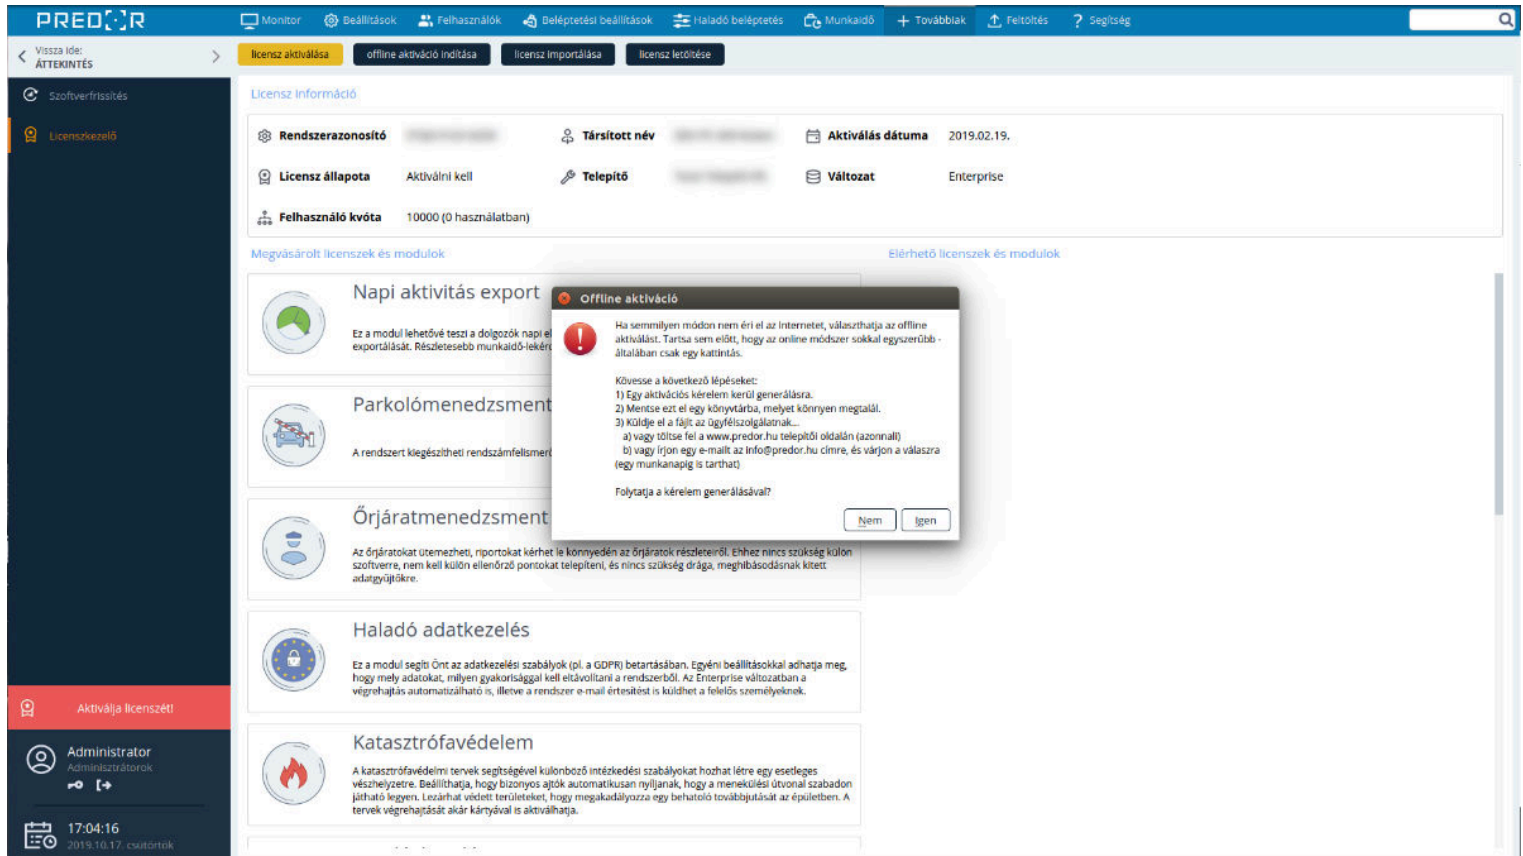 PRED[·]R
Monitor
Beállítások
Felhasználók
Beléptetési beállítások
Haladó beléptetés
Munkaidő
+ Továbbiak
Feltöltés
? Segítség
Vissza ide:
ÁTTEKINTÉS
licensz aktiválása
offline aktiváció indítása
licensz importálása
licensz letöltése
Szoftverfrissítés
Licenszkezelő
Licensz információ
Rendszerazonosító
Társított név
Aktiválás dátuma 2019.02.19.
Licensz állapota Aktiválni kell
Telepítő
Változat Enterprise
Felhasználó kvóta 10000 (0 használatban)
Megvásárolt licenszek és modulok
Elérhető licenszek és modulok
Napi aktivitás export
Ez a modul lehetővé teszi a dolgozók napi
exportálását. Részletesebb
Parkolómenedzsment
A rendszert kiegészítheti
Offline aktiváció
Ha semmilyen módon nem éri el az Internetet, választhatja az offline
aktiválást. Tartsa sem előtt, hogy az online módszer sokkal egyszerűbb -
általában csak egy kattintás.
Kövesse a következő lépéseket:
1) Egy aktivációs kérelem kerül generálásra.
2) Mentse ezt el egy könyvtárba, melyet könnyen megtalál.
3) Küldje el a fájlt az ügyfélszolgálatnak...
a) vagy töltse fel a www.predor.hu telepítői oldalán (azonnali)
b) vagy írjon egy e-mailt az info@predor.hu címre, és várjon a válaszra
(egy munkanapig is tarthat)
Folytatja a kérelem generálásával?
Nem
Igen
Őrjáratmenedzsment
Az őrjáratokat ütemezheti, riportokat kérhet le könnyedén az őrjáratok részleteiről. Ehhez nincs szükség külön
szoftverre, nem kell külön ellenőrző pontokat telepíteni, és nincs szükség drága, meghibásodásnak kitett
adatgyűjtőkre.
Haladó adatkezelés
Ez a modul segíti Önt az adatkezelési szabályok (pl. a GDPR) betartásában. Egyéni beállításokkal adhatja meg,
hogy mely adatokat, milyen gyakorisággal kell eltávolítani a rendszerből. Az Enterprise változatban a
végrehajtás automatizálható is, illetve a rendszer e-mail értesítést is küldhet a felelős személyeknek.
Katasztrófavédelem
A katasztrófavédelmi tervek segítségével különböző intézkedési szabályokat hozhat létre egy esetleges
vészhelyzetre. Beállíthatja, hogy bizonyos ajtók automatikusan nyíljanak, hogy a menekülési útvonal szabadon
járható legyen. Lezárhat védett területeket, hogy megakadályozza egy behatoló továbbjutását az épületben. A
tervek végrehajtását akár kártyával is aktiválhatja.
Aktiválja licenszét!
Administrator
Adminisztrátorok
17:04:16
2019.10.17. csütörtök